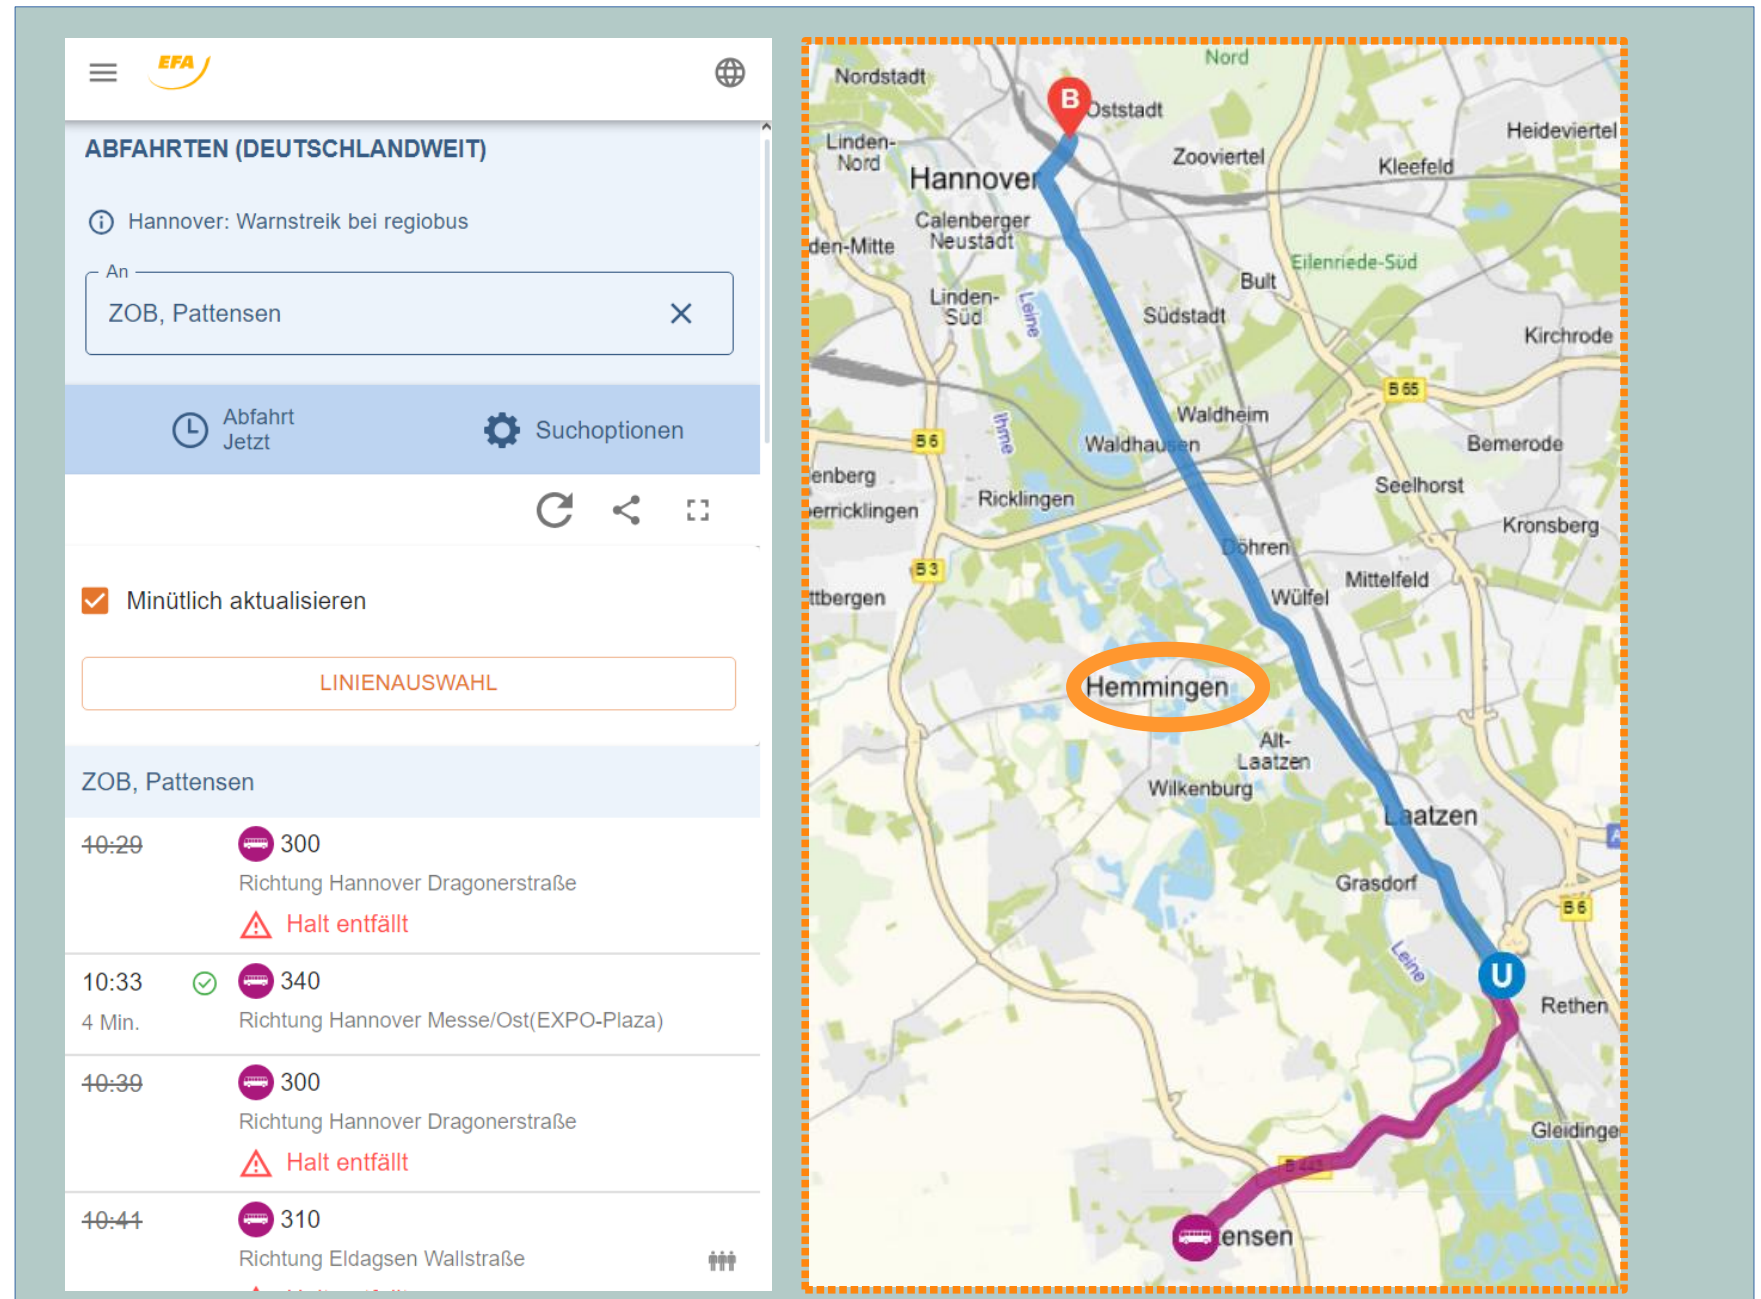 EFA
ABFAHRTEN (DEUTSCHLANDWEIT)
Hannover: Warnstreik bei regiobus
An
ZOB, Pattensen
Abfahrt
Jetzt
Suchoptionen
Minütlich aktualisieren
LINIENAUSWAHL
ZOB, Pattensen
10:29 300
Richtung Hannover Dragonerstraße
Halt entfällt
10:33 340
4 Min. Richtung Hannover Messe/Ost(EXPO-Plaza)
10:39 300
Richtung Hannover Dragonerstraße
Halt entfällt
10:41 310
Richtung Eldagsen Wallstraße
Nord
Nordstadt
B
Oststadt
Heideviertel
Linden-
Nord
Zooviertel
Kleefeld
Hannover
Calenberger
Neustadt
den-Mitte
Eilenriede-Süd
Bult
Linden-
Süd
Leine
Südstadt
Kirchrode
B 65
Waldheim
Ihme
B 6
Waldhausen
Bemerode
enberg
Seelhorst
Ricklingen
erricklingen
Kronsberg
Döhren
B 3
Mittelfeld
ttbergen
Wülfel
Hemmingen
Alt-
Laatzen
Wilkenburg
Laatzen
A
Grasdorf
B 6
Leine
U
Rethen
Gleidinge
B 443
ensen